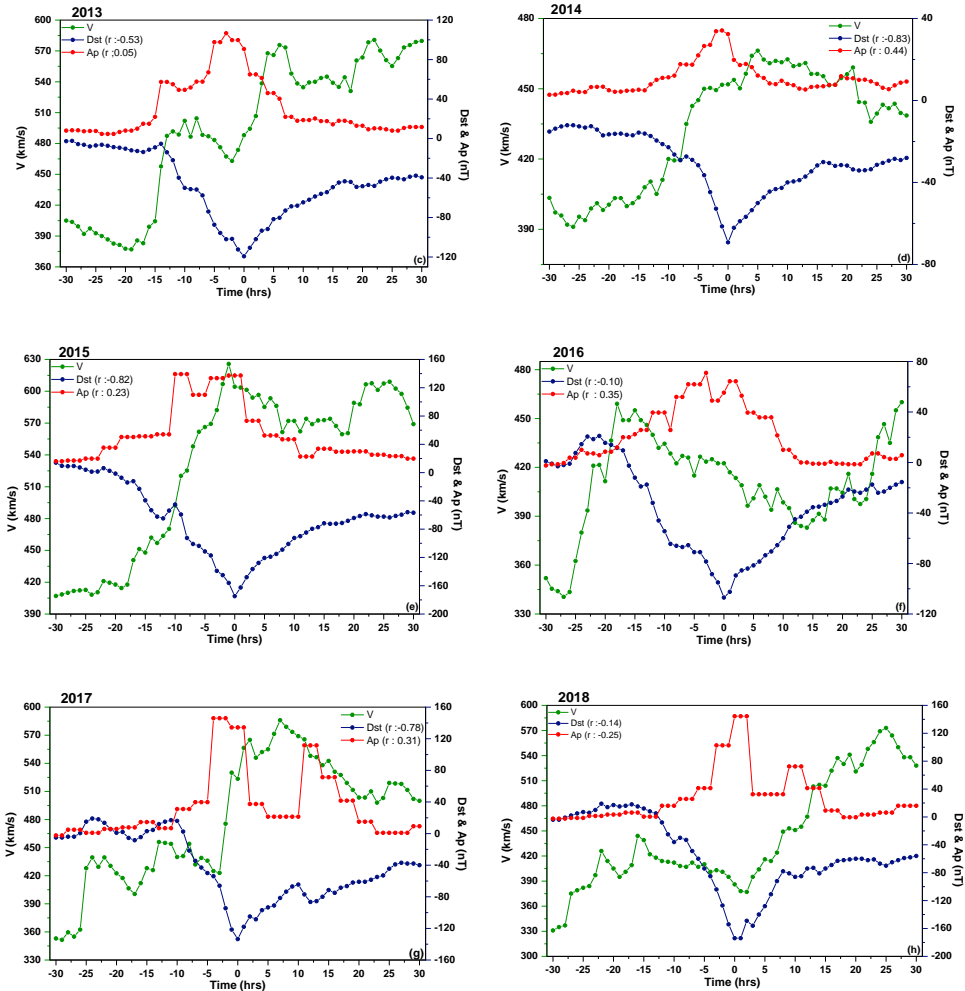 2013
V
Dst (r :-0.53)
Ap (r ;0.05)
600
570
540
510
480
450
420
390
360
V (km/s)
120
80
40
0
-40
-80
-120
Dst & Ap (nT)
-30 -25 -20 -15 -10 -5 0 5 10 15 20 25 30
Time (hrs)
(c)
2014
V
Dst (r:-0.83)
Ap (r : 0.44)
480
450
420
390
V (km/s)
40
0
-40
-80
Dst & Ap (nT)
-30 -25 -20 -15 -10 -5 0 5 10 15 20 25 30
Time (hrs)
(d)
2015
V
Dst (r :-0.82)
Ap (r : 0.23)
630
600
570
540
510
480
450
420
390
V (km/s)
160
120
80
40
0
-40
-80
-120
-160
-200
Dst & Ap (nT)
-30 -25 -20 -15 -10 -5 0 5 10 15 20 25 30
Time (hrs)
(e)
2016
V
Dst (r :-0.10)
Ap (r : 0.35)
480
450
420
390
360
330
V (km/s)
80
40
0
-40
-80
-120
Dst & Ap (nT)
-30 -25 -20 -15 -10 -5 0 5 10 15 20 25 30
Time (hrs)
(f)
2017
V
Dst (r :-0.78)
Ap (r : 0.31)
600
570
540
510
480
450
420
390
360
330
V (km/s)
160
120
80
40
0
-40
-80
-120
-160
Dst & Ap (nT)
-30 -25 -20 -15 -10 -5 0 5 10 15 20 25 30
Time (hrs)
(g)
2018
V
Dst (r :-0.14)
Ap (r : -0.25)
600
570
540
510
480
450
420
390
360
330
300
V (km/s)
160
120
80
40
0
-40
-80
-120
-160
-200
Dst & Ap (nT)
-30 -25 -20 -15 -10 -5 0 5 10 15 20 25 30
Time (hrs)
(h)